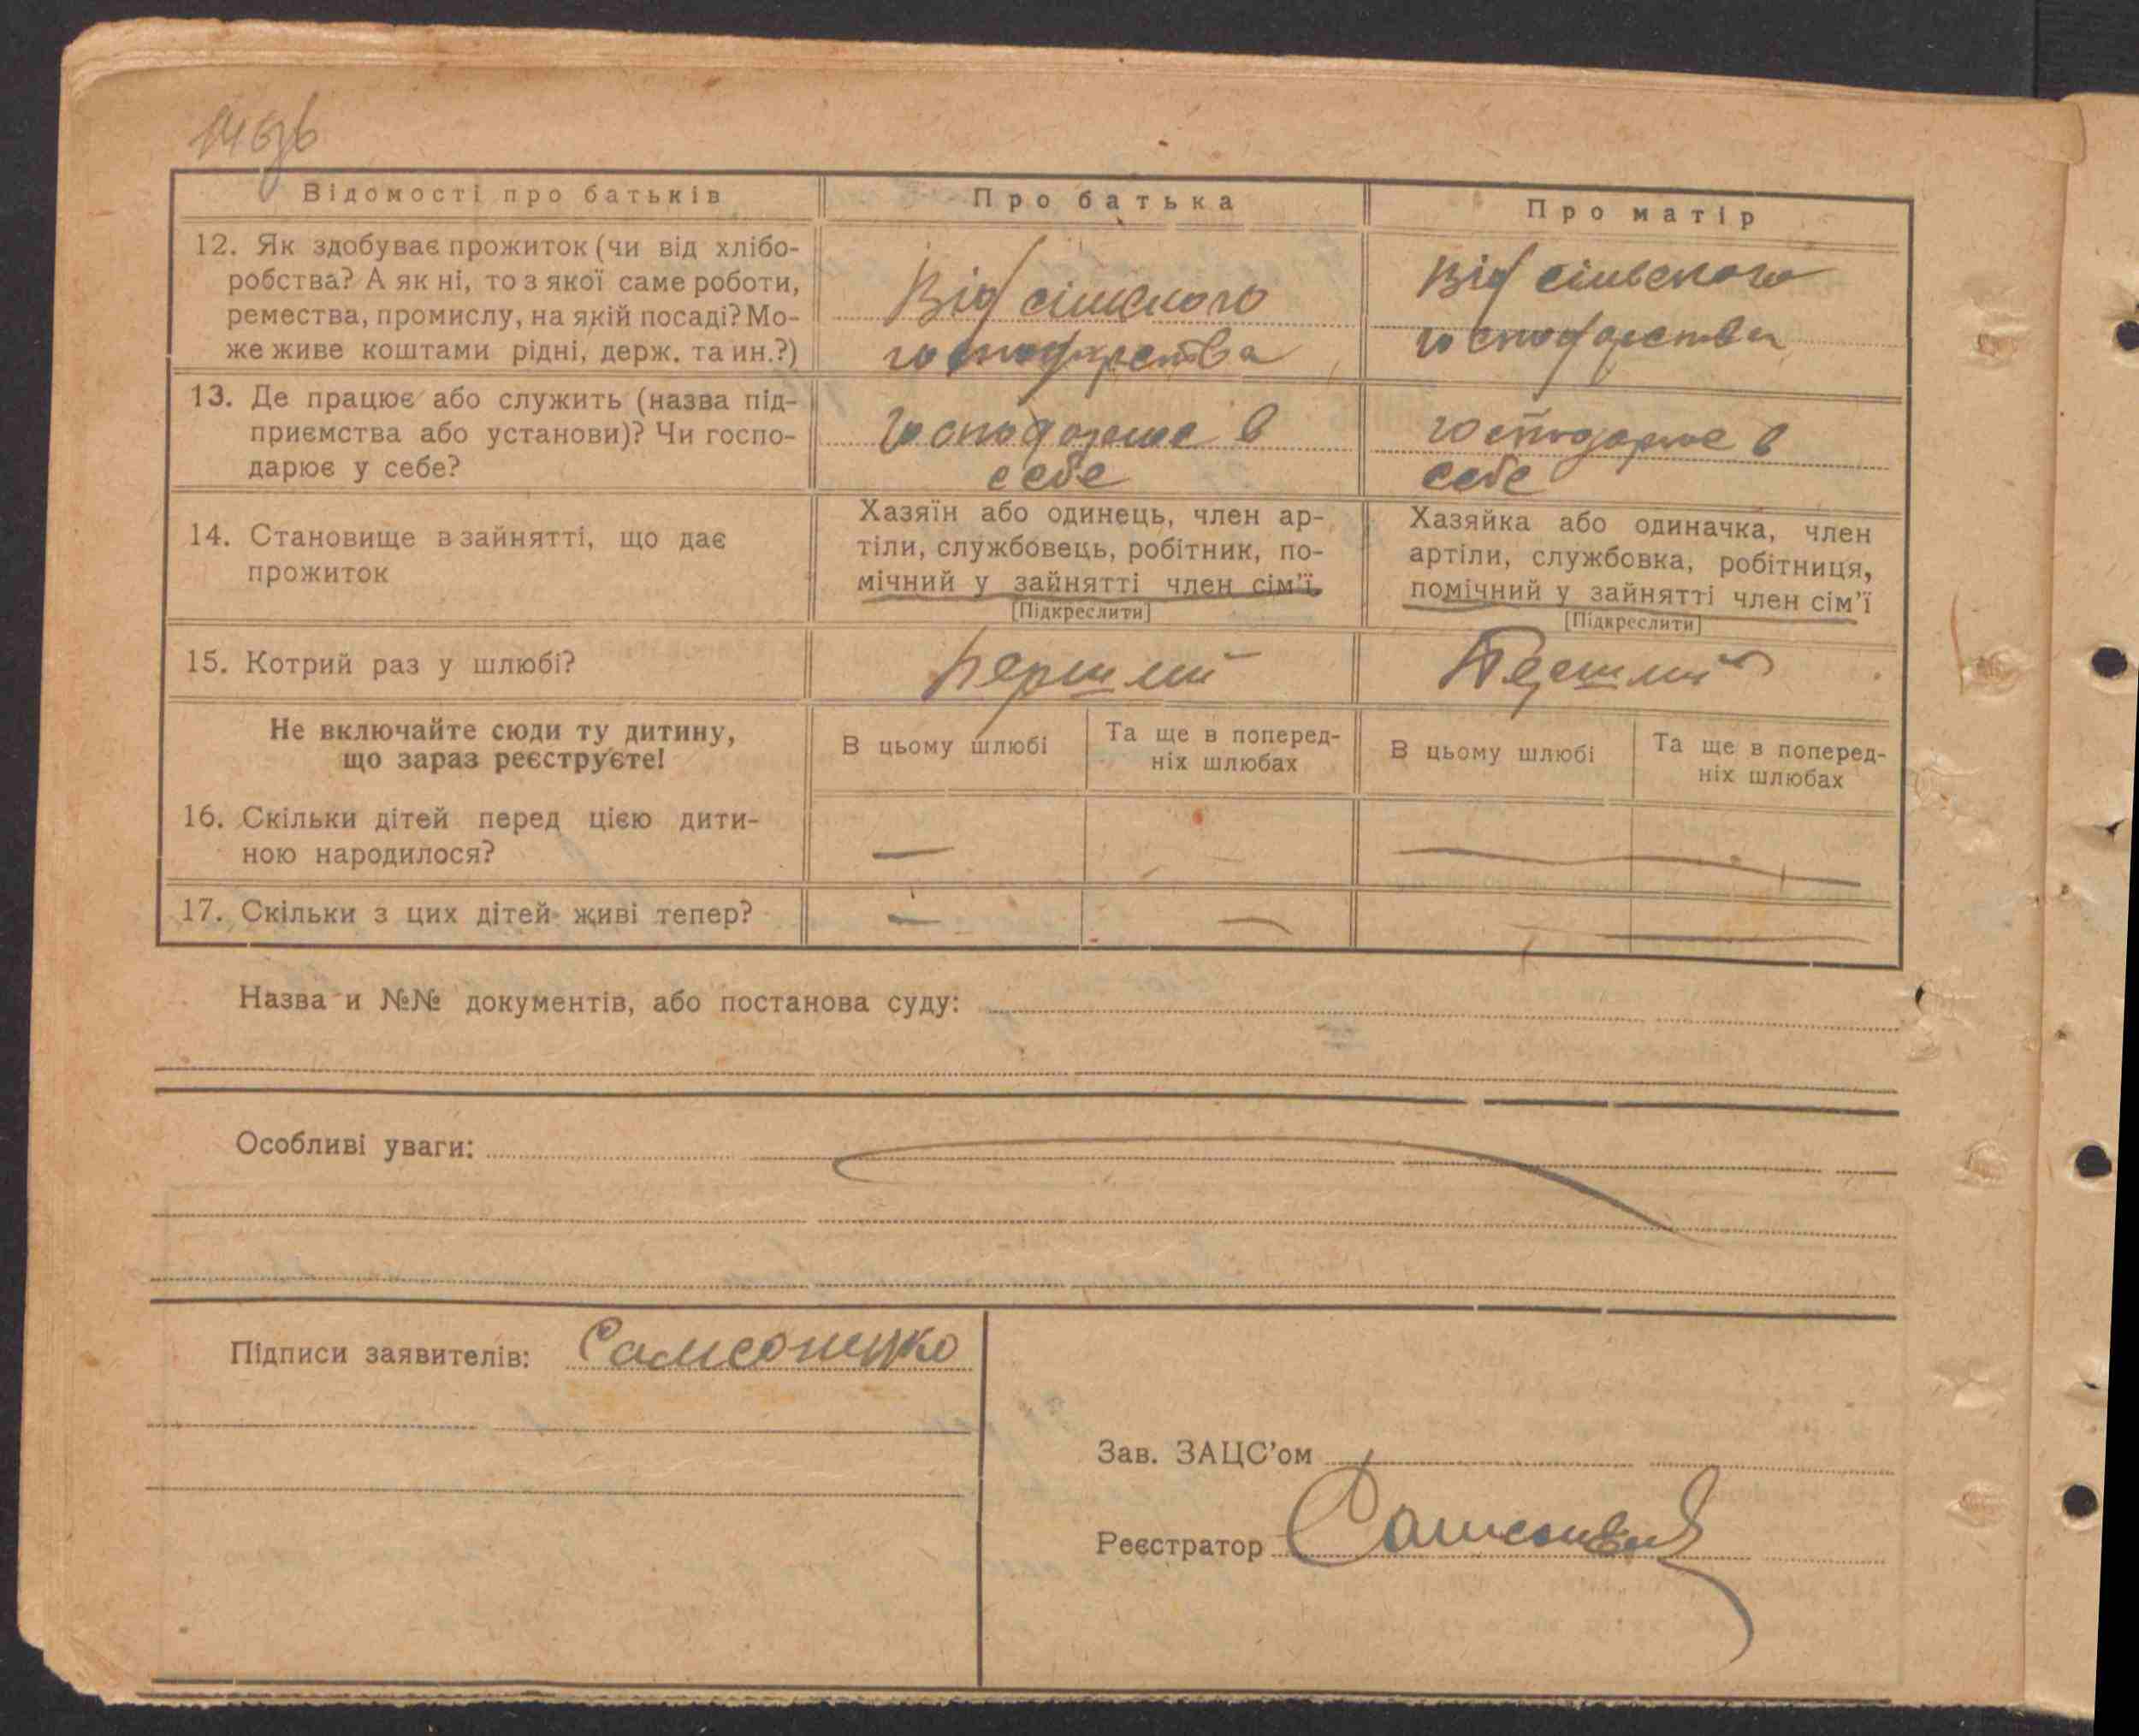 Відомості про батьків
Про батька
Про матір
12. Як здобуває прожиток (чи від хлібо-
робства? А як ні, то з якої саме роботи,
ремества, промислу, на якій посаді? Мо-
же живе коштами рідні, держ. та ин.?)
Від сільского
господарства
Від сільського
господарства
13. Де працює або служить (назва під-
приємства або установи)? Чи госпо-
дарює у себе?
господарює в
себе
господарює в
себе
14. Становище в зайнятті, що дає
прожиток
Хазяїн або одинець, член ар-
тіли, службовець, робітник, по-
мічний у зайнятті член сім'ї
[Підкреслити]
Хазяйка або одиначка, член
артіли, службовка, робітниця,
помічний у зайнятті член сім'ї
[Підкреслити]
15. Котрий раз у шлюбі?
Перший
Перший
Не включайте сюди ту дитину,
що зараз реєструєте!
В цьому шлюбі
Та ще в поперед-
ніх шлюбах
В цьому шлюбі
Та ще в поперед-
ніх шлюбах
16. Скільки дітей перед цією дити-
ною народилося?
— — —
17. Скільки з цих дітей живі тепер?
— — —
Назва и №№ документів, або постанова суду:
Особливі уваги:
Підписи заявителів:
Зав. ЗАЦС'ом
Реєстратор